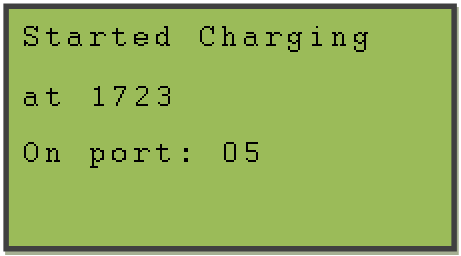 Started Charging
at 1723
On port: 05